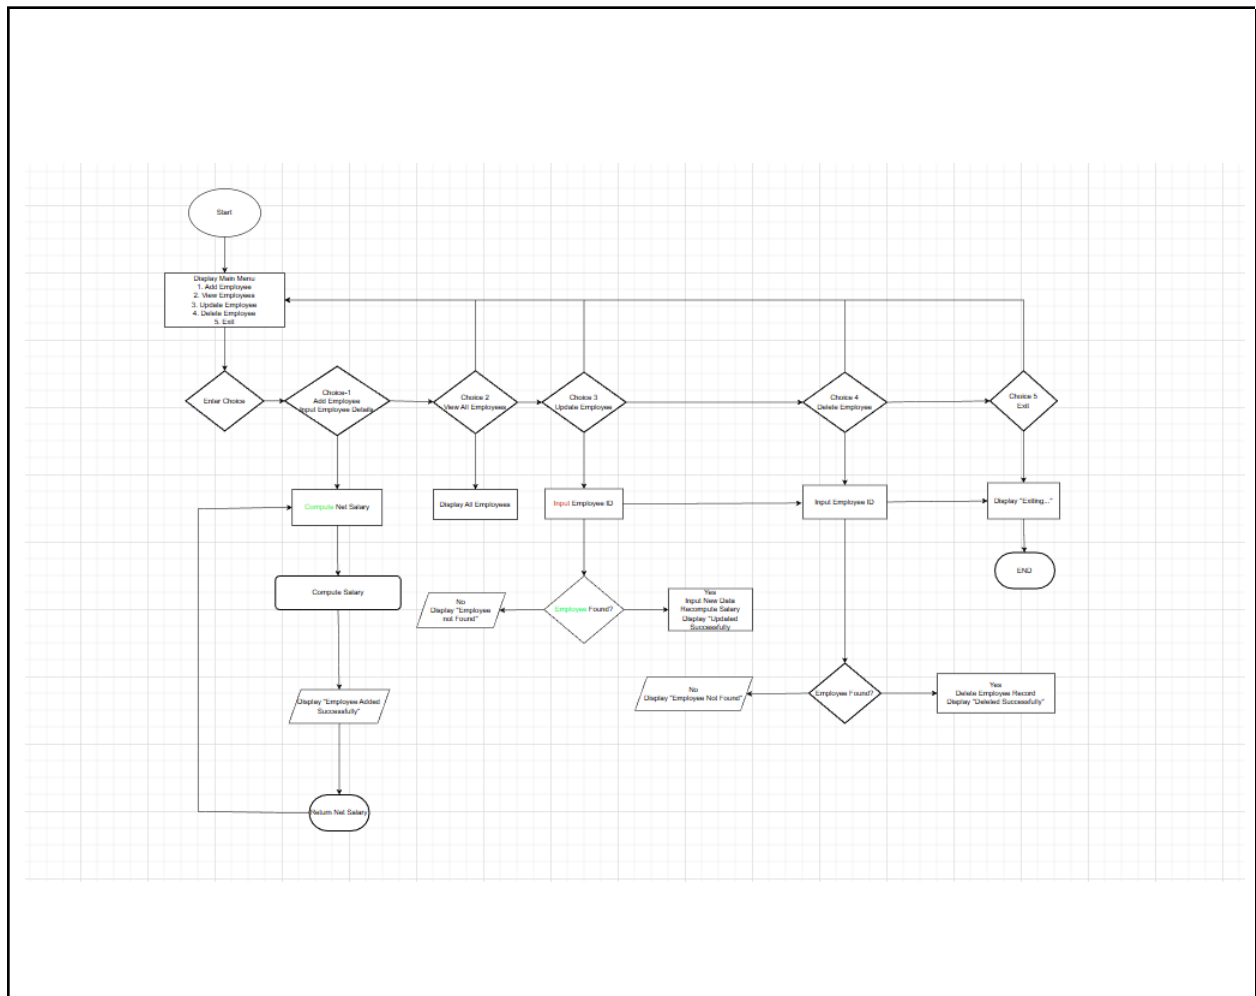 Start
Display Main Menu
1. Add Employee
2. View Employees
3. Update Employee
4. Delete Employee
5. Exit
Enter Choice
Choice-1
Add Employee
Input Employee Details
Choice 2
View All Employees
Choice 3
Update Employee
Choice 4
Delete Employee
Choice 5
Exit
Compute Net Salary
Display All Employees
Input Employee ID
Input Employee ID
Display "Exiting..."
END
Compute Salary
No
Display "Employee
not Found"
Employee Found?
Yes
Input New Data
Recompute Salary
Display "Updated
Successfully
Display "Employee Added
Successfully"
No
Display "Employee Not Found"
Employee Found?
Yes
Delete Employee Record
Display "Deleted Successfully"
Return Net Salary